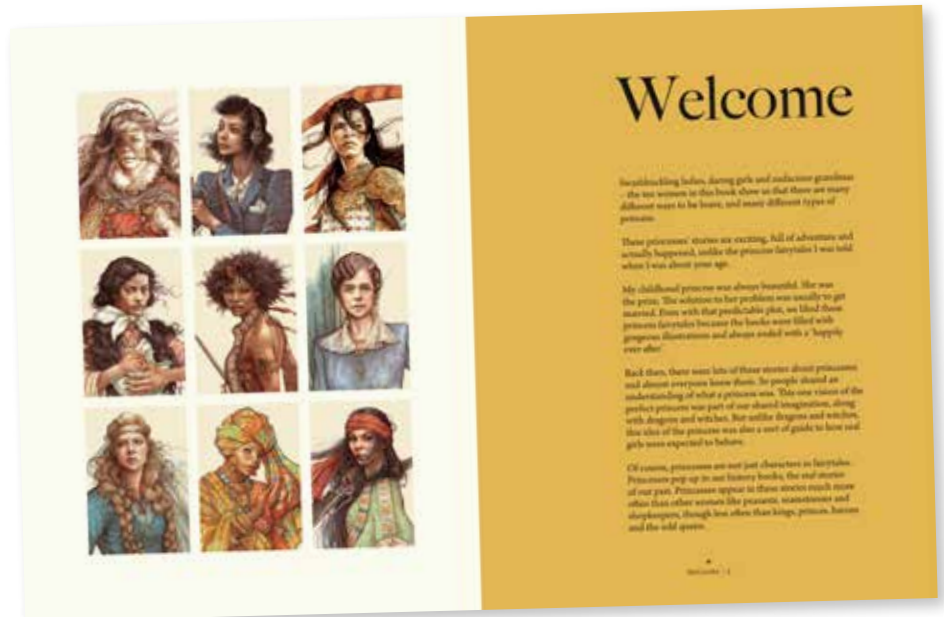 Welcome
Swashbuckling ladies, daring girls and audacious grandmas
– the ten women in this book show us that there are many
different ways to be brave, and many different types of
princess.
These princesses' stories are exciting, full of adventure and
actually happened, unlike the princess fairytales I was told
when I was about your age.
My childhood princess was always beautiful. She was
the prize. The solution to her problem was usually to get
married. Even with that predictable plot, we liked these
princess fairytales because the books were filled with
gorgeous illustrations and always ended with a 'happily
ever after'.
Back then, there were lots of these stories about princesses
and almost everyone knew them. So people shared an
understanding of what a princess was. This one vision of the
perfect princess was part of our shared imagination, along
with dragons and witches. But unlike dragons and witches,
this idea of the princess was also a sort of guide to how real
girls were expected to behave.
Of course, princesses are not just characters in fairytales.
Princesses pop up in our history books, the real stories
of our past. Princesses appear in these stories much more
often than other women like peasants, seamstresses and
shopkeepers, though less often than kings, princes, barons
and the odd queen.